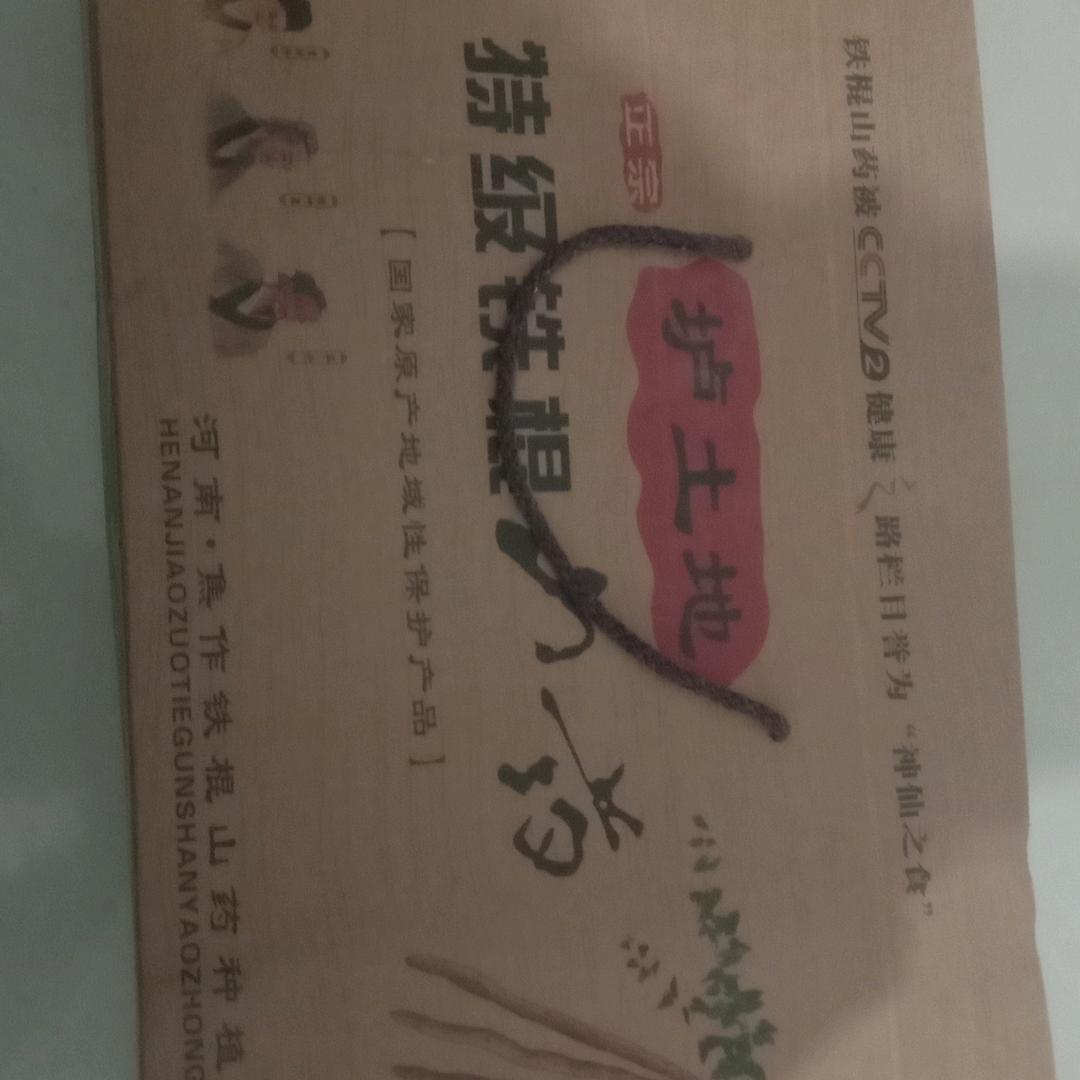 铁棍山药被CCTV2健康之路栏目誉为“神仙之食”
正宗
护土地
特级铁棍山药
【国家原产地域性保护产品】
河南·焦作铁棍山药种植
HENANJIAOZUOTIEGUNSHANYAOZHONG